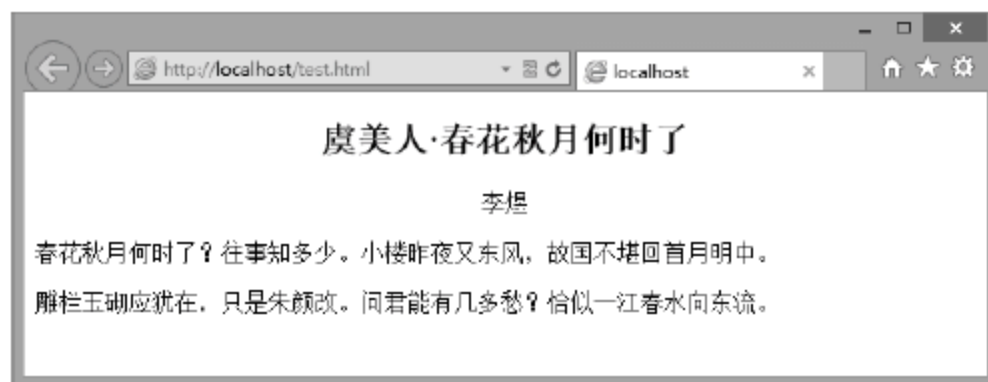 http://localhost/test.html
localhost
虞美人·春花秋月何时了
李煜
春花秋月何时了?往事知多少。小楼昨夜又东风，故国不堪回首月明中。
雕栏玉砌应犹在，只是朱颜改。问君能有几多愁?恰似一江春水向东流。